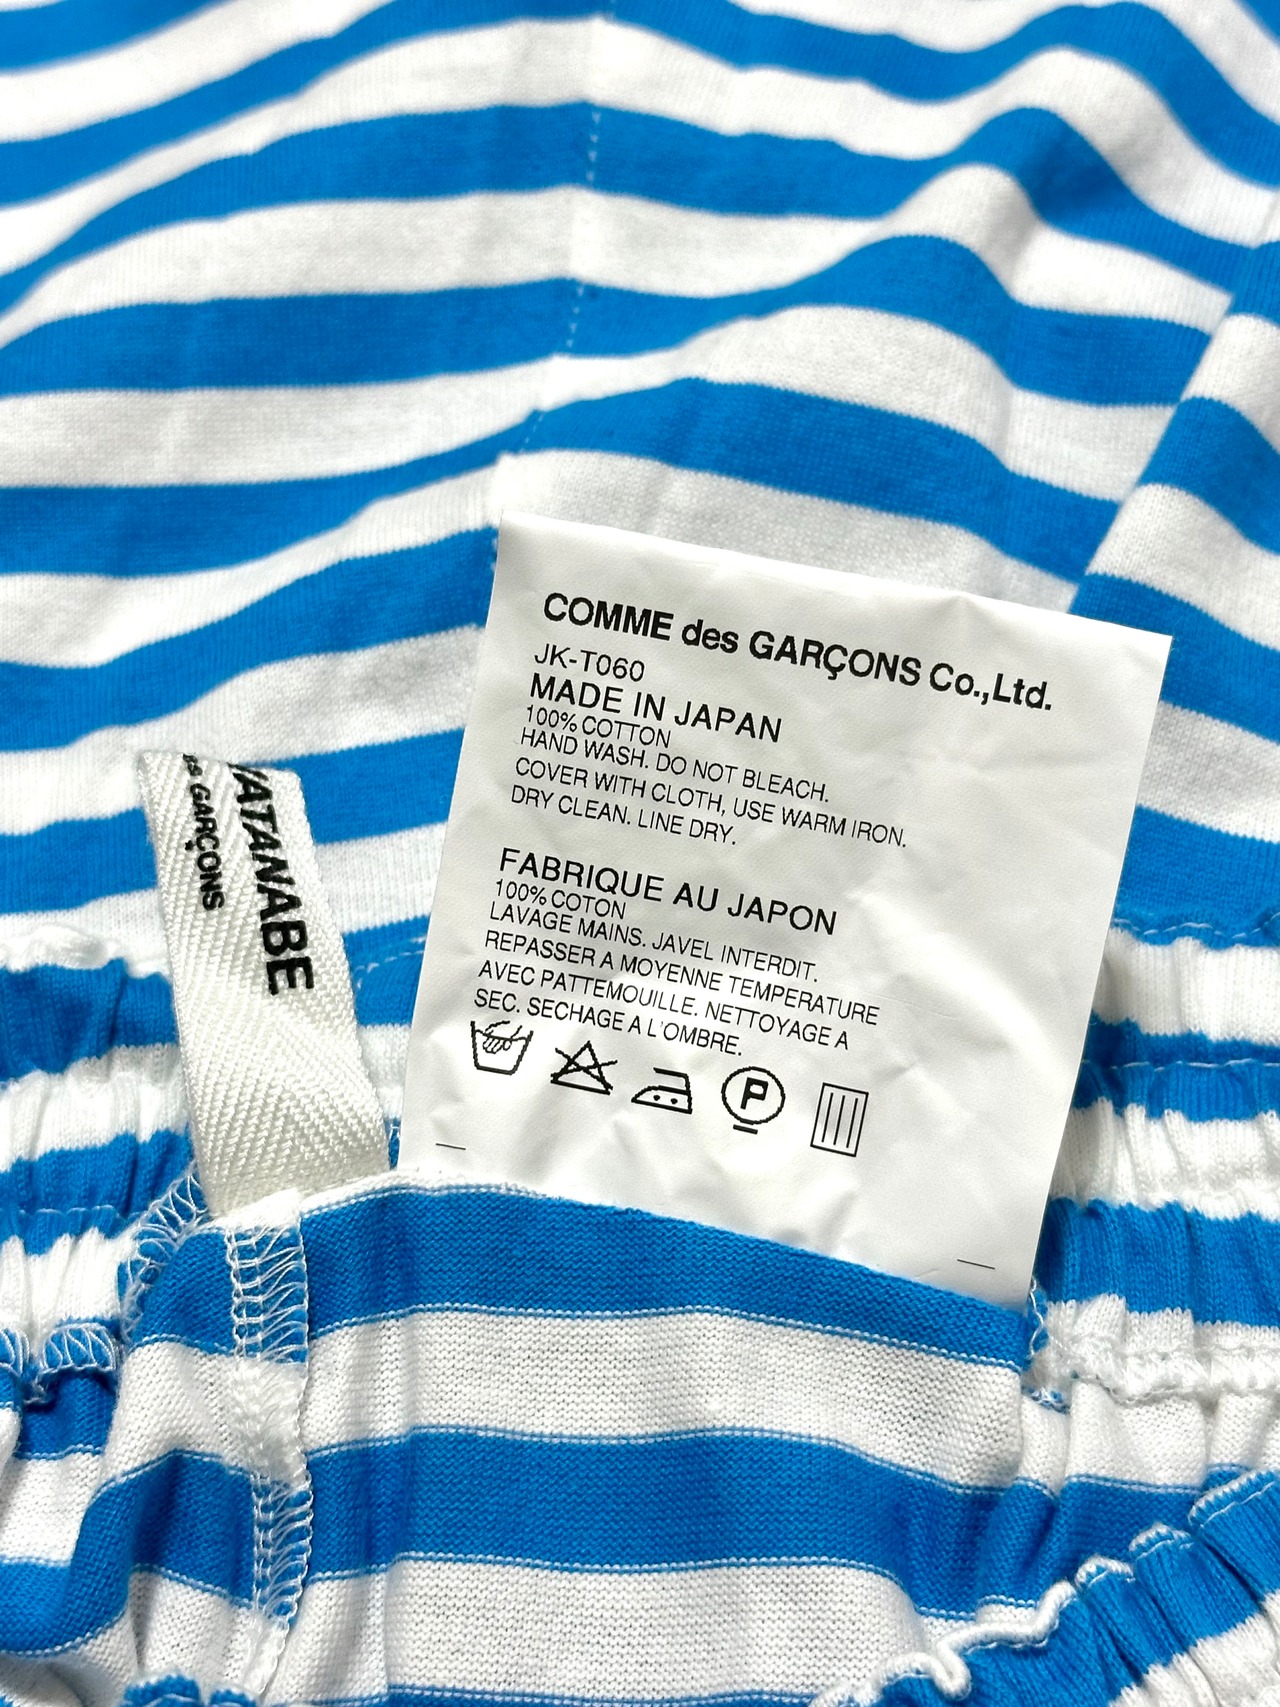 COMME des GARÇONS Co.,Ltd.
JK-T060
MADE IN JAPAN
100% COTTON
HAND WASH. DO NOT BLEACH.
COVER WITH CLOTH, USE WARM IRON.
DRY CLEAN. LINE DRY.
FABRIQUE AU JAPON
100% COTON
LAVAGE MAINS. JAVEL INTERDIT.
REPASSER A MOYENNE TEMPERATURE
AVEC PATTEMOUILLE. NETTOYAGE A
SEC. SECHAGE A L'OMBRE.
P
WATANABE
GARÇONS